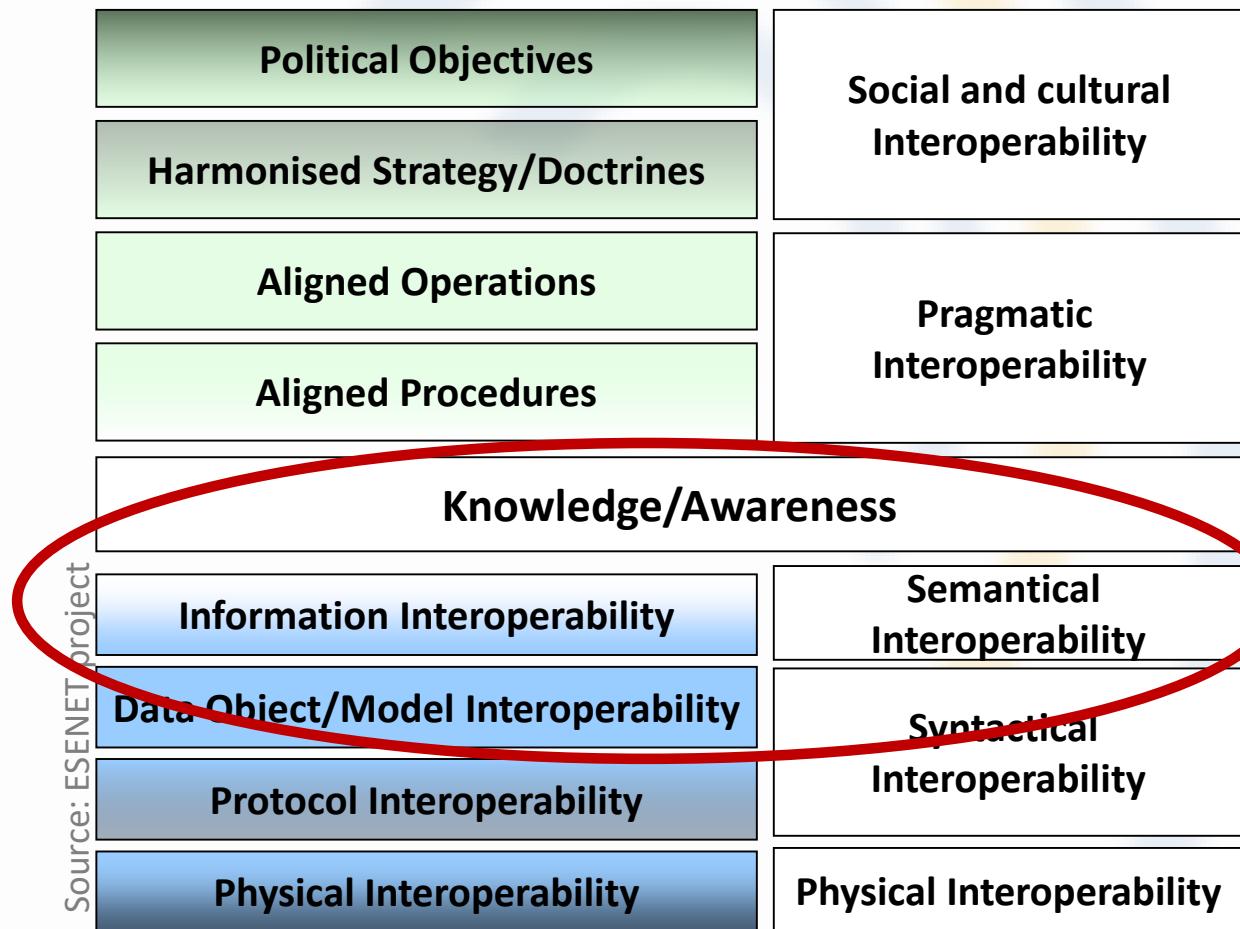 Political Objectives
Social and cultural
Interoperability
Harmonised Strategy/Doctrines
Aligned Operations
Pragmatic
Interoperability
Aligned Procedures
Knowledge/Awareness
Information Interoperability
Semantical
Interoperability
Data Object/Model Interoperability
Syntactical
Interoperability
Protocol Interoperability
Physical Interoperability
Physical Interoperability
Source: ESENET project